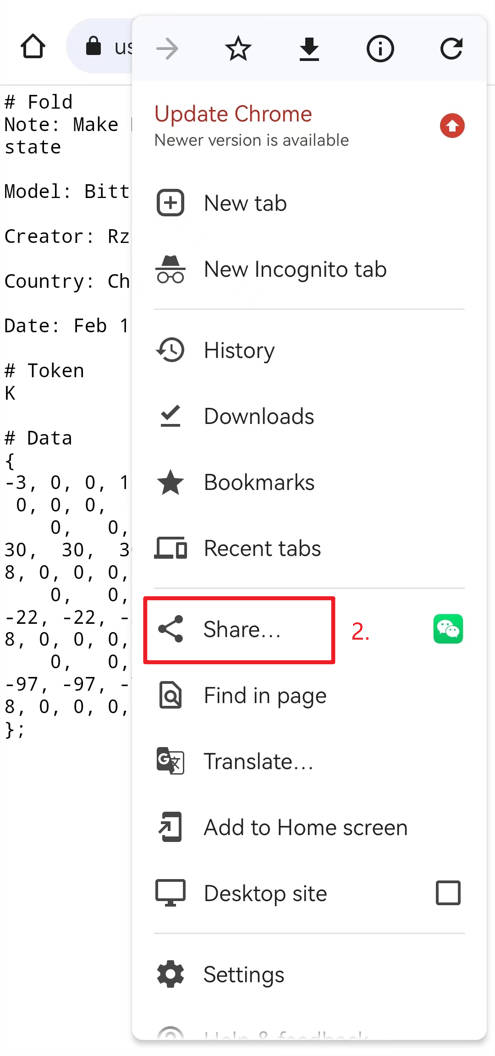 us
# Fold
Note: Make
state
Model: Bitt
Creator: Rz
Country: Ch
Date: Feb 1
# Token
K
# Data
{
-3, 0, 0, 1
0, 0, 0,
0, 0,
30, 30, 30
8, 0, 0, 0,
0, 0,
-22, -22, -
8, 0, 0, 0,
0, 0,
-97, -97, -
8, 0, 0, 0,
};
Update Chrome
Newer version is available
New tab
New Incognito tab
History
Downloads
Bookmarks
Recent tabs
Share...
2.
Find in page
Translate...
Add to Home screen
Desktop site
Settings
Help & feedback